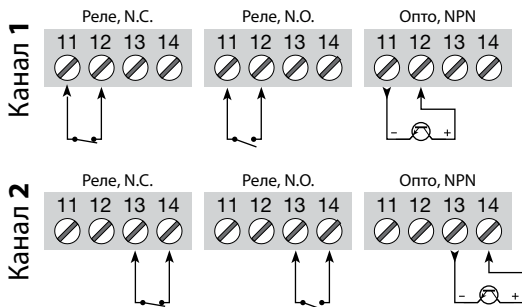 Канал 1
Реле, N.C. Реле, N.O. Опто, NPN
11 12 13 14 11 12 13 14 11 12 13 14
- +
Канал 2
Реле, N.C. Реле, N.O. Опто, NPN
11 12 13 14 11 12 13 14 11 12 13 14
- +